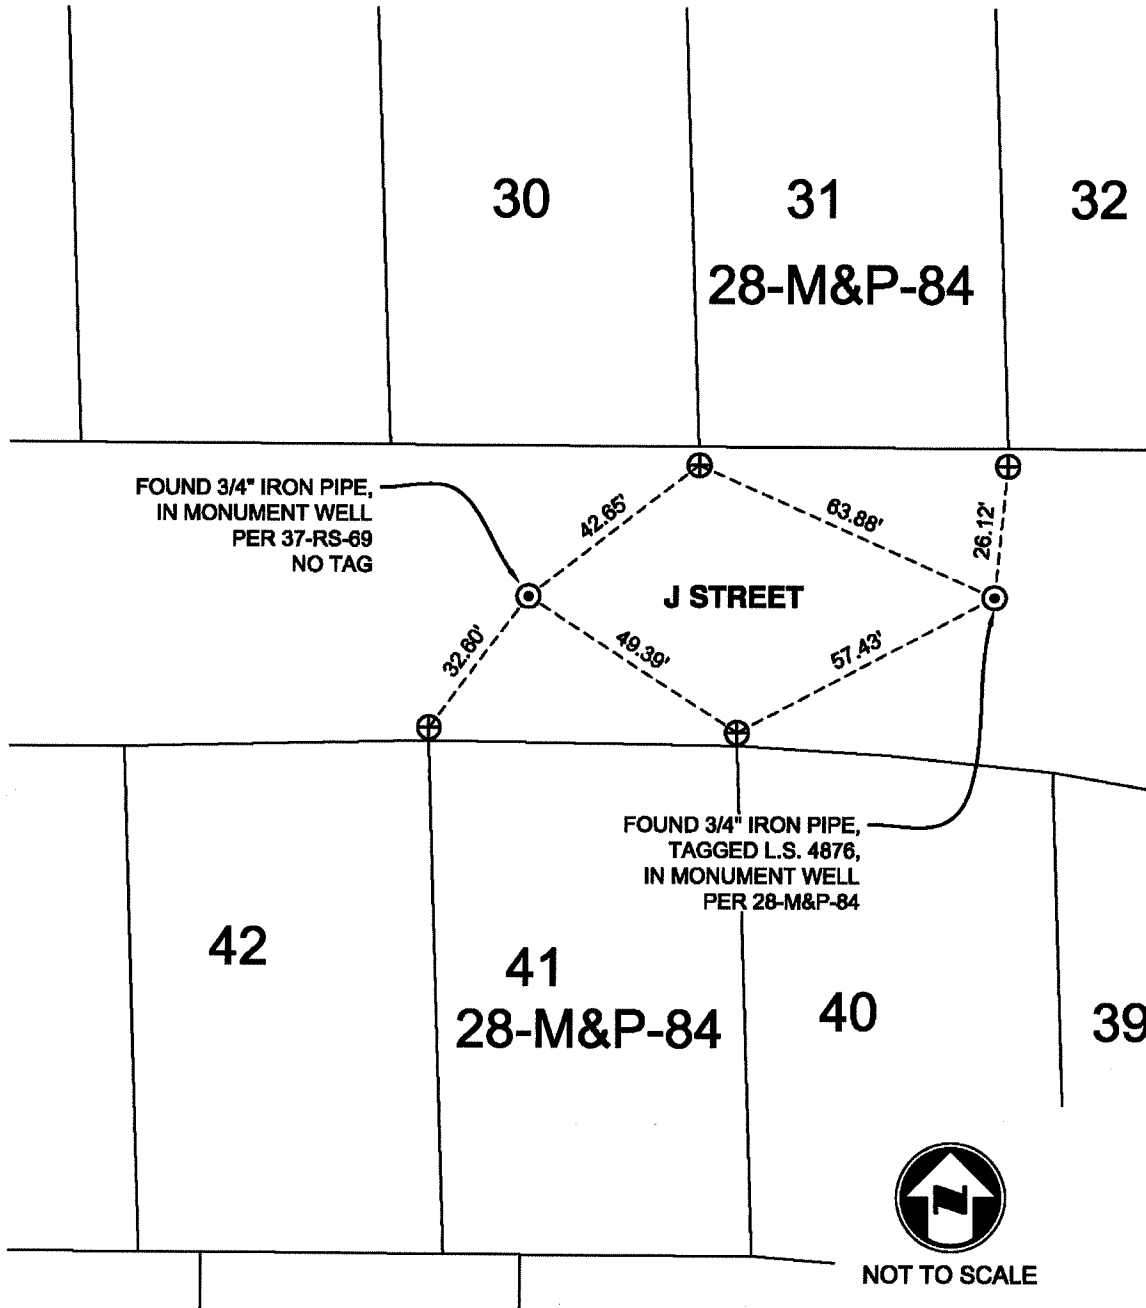 30
31
32
28-M&P-84
FOUND 3/4" IRON PIPE,
IN MONUMENT WELL
PER 37-RS-69
NO TAG
42.65'
63.88'
26.12'
J STREET
32.60'
49.39'
57.43'
FOUND 3/4" IRON PIPE,
TAGGED L.S. 4876,
IN MONUMENT WELL
PER 28-M&P-84
42
41
28-M&P-84
40
39
N
NOT TO SCALE